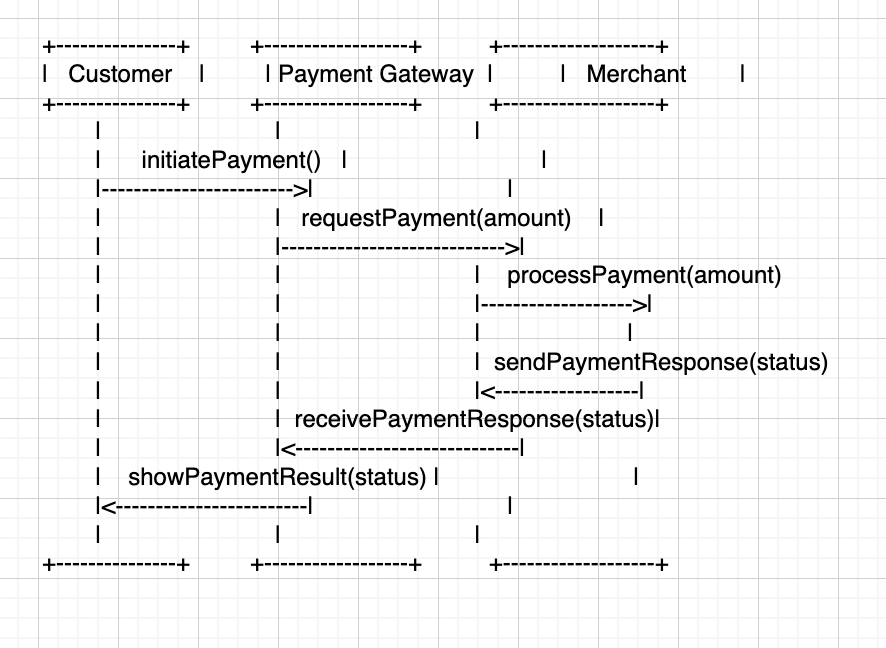 +---------------+ +------------------+ +-------------------+
| Customer | | Payment Gateway | | Merchant |
+---------------+ +------------------+ +-------------------+
| | |
| initiatePayment() | |
|------------------------>| |
| | requestPayment(amount) |
| |---------------------------->|
| | | processPayment(amount)
| | |------------------->|
| | | |
| | | sendPaymentResponse(status)
| | |<------------------|
| | receivePaymentResponse(status)|
| |<----------------------------|
| showPaymentResult(status) | |
|<------------------------| |
| | |
+---------------+ +------------------+ +-------------------+